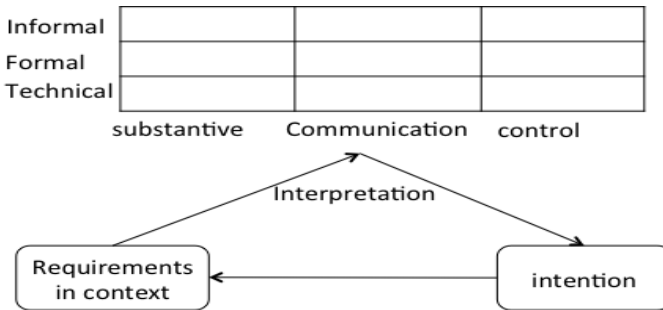 Informal
Formal
Technical
substantive Communication control
Interpretation
Requirements
in context
intention